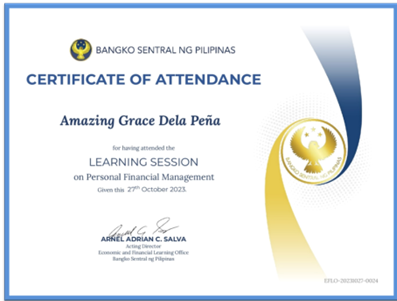 BANGKO SENTRAL NG PILIPINAS
CERTIFICATE OF ATTENDANCE
Amazing Grace Dela Peña
for having attended the
LEARNING SESSION
on Personal Financial Management
Given this 27th October 2023.
ARNEL ADRIAN C. SALVA
Acting Director
Economic and Financial Learning Office
Bangko Sentral ng Pilipinas
BANGKO SENTRAL NG PILIPINAS
EFLO-20231027-0024